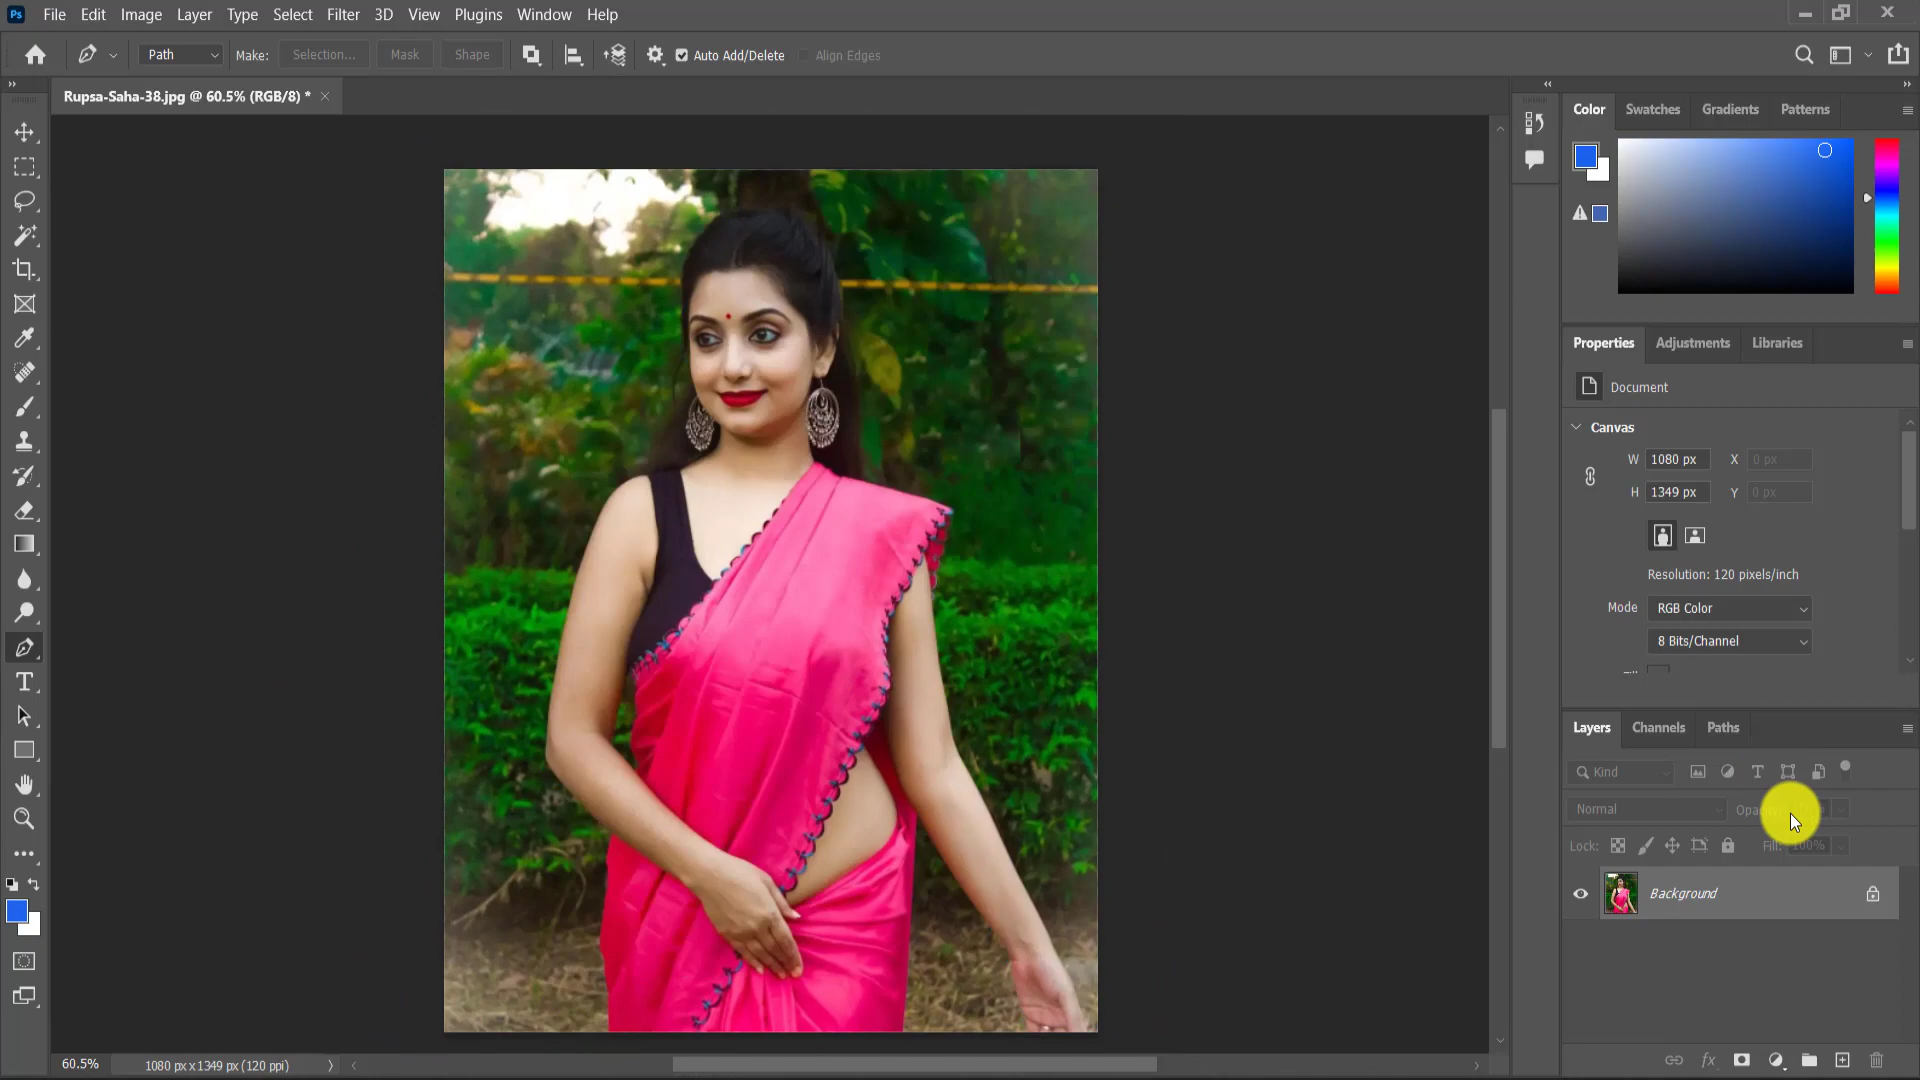 Ps File Edit Image Layer Type Select Filter 3D View Plugins Window Help
Path Make: Selection... Mask Shape Auto Add/Delete Align Edges
Rupsa-Saha-38.jpg @ 60.5% (RGB/8) *
Color Swatches Gradients Patterns
Properties Adjustments Libraries
Document
Canvas
W 1080 px X 0 px
H 1349 px Y 0 px
Resolution: 120 pixels/inch
Mode RGB Color
8 Bits/Channel
Layers Channels Paths
Kind
Normal
Lock: Fill: 100%
Background
fx
60.5% 1080 px x 1349 px (120 ppi)